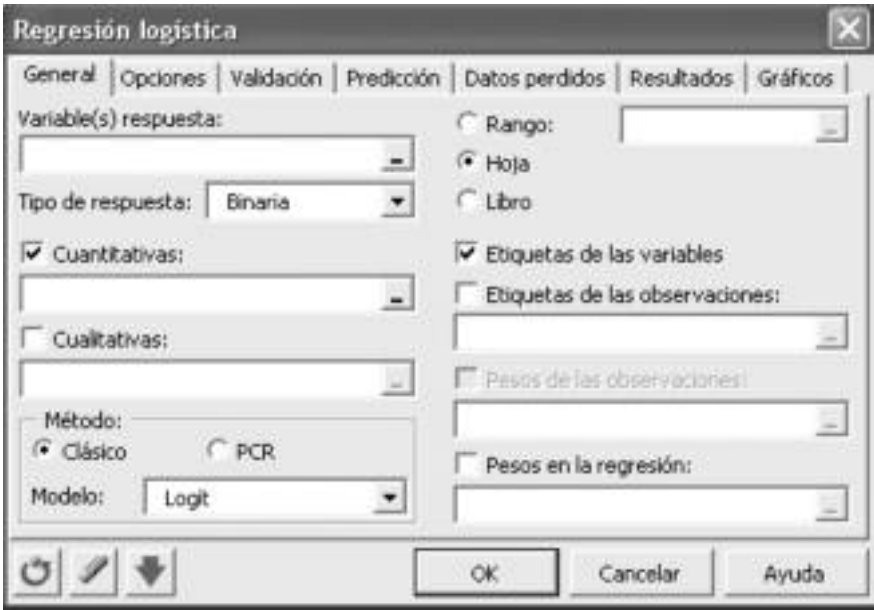 Regresión logística
General Opciones Validación Predicción Datos perdidos Resultados Gráficos
Variable(s) respuesta:
Tipo de respuesta: Binaria
Cuantitativas:
Cualitativas:
Método:
Clásico PCR
Modelo: Logit
Rango:
Hoja
Libro
Etiquetas de las variables
Etiquetas de las observaciones:
Pesos de las observaciones:
Pesos en la regresión:
OK Cancelar Ayuda